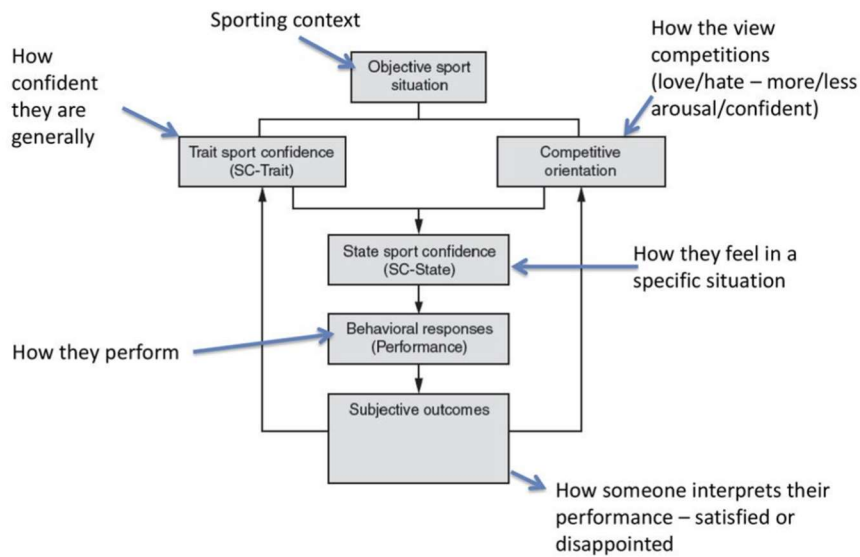 Sporting context
How the view
competitions
(love/hate – more/less
arousal/confident)
How
confident
they are
generally
Objective sport
situation
Trait sport confidence
(SC-Trait)
Competitive
orientation
State sport confidence
(SC-State)
How they feel in a
specific situation
Behavioral responses
(Performance)
How they perform
Subjective outcomes
How someone interprets their
performance – satisfied or
disappointed